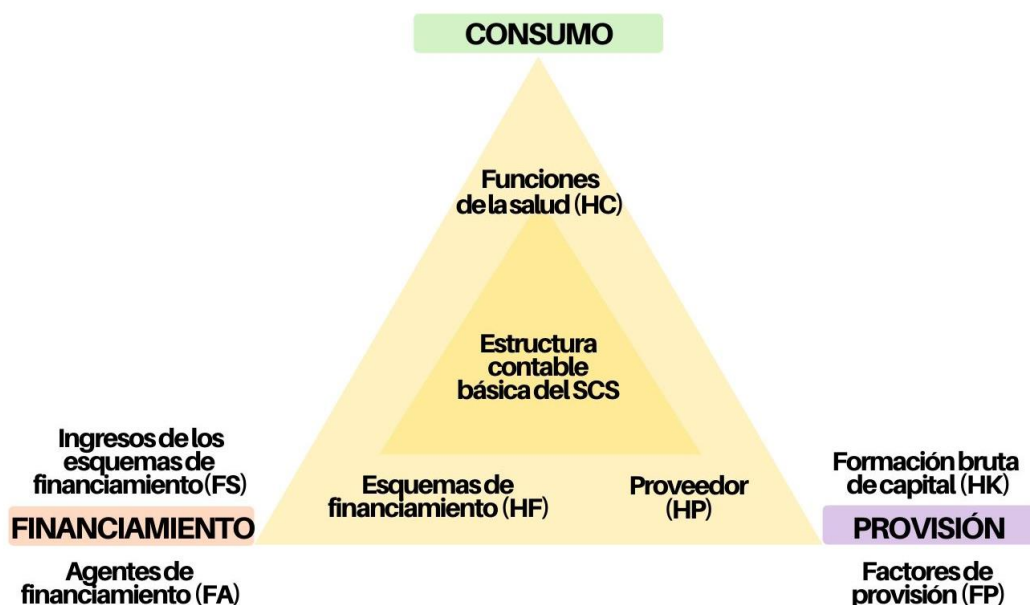 CONSUMO
Funciones
de la salud (HC)
Estructura
contable
básica del SCS
Ingresos de los
esquemas de
financiamiento (FS)
FINANCIAMIENTO
Agentes de
financiamiento (FA)
Esquemas de
financiamiento (HF)
Proveedor
(HP)
Formación bruta
de capital (HK)
PROVISIÓN
Factores de
provisión (FP)